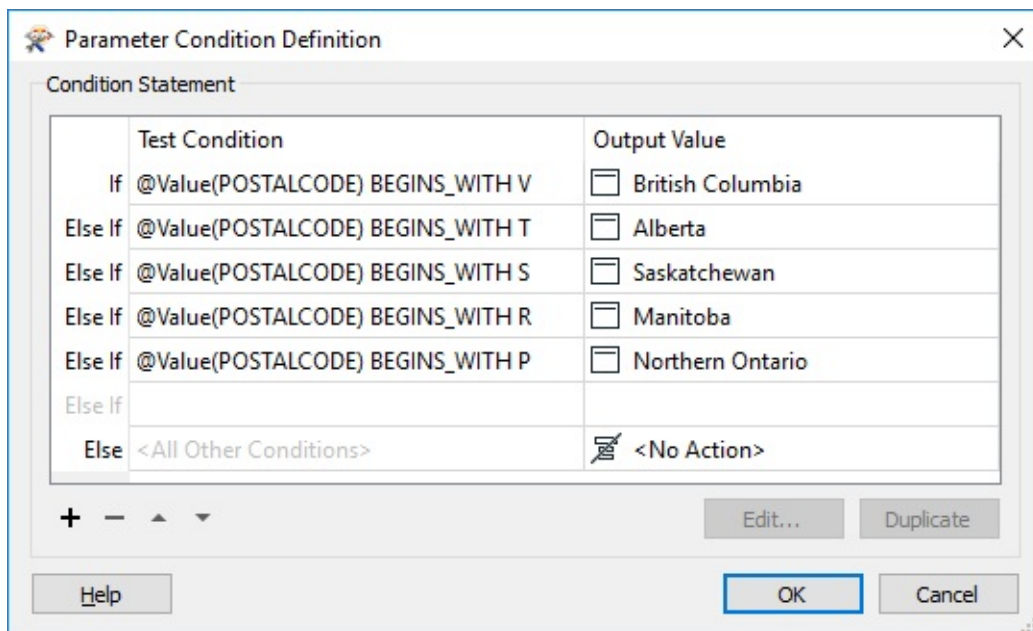 Parameter Condition Definition
Condition Statement
Test Condition Output Value
If @Value(POSTALCODE) BEGINS_WITH V British Columbia
Else If @Value(POSTALCODE) BEGINS_WITH T Alberta
Else If @Value(POSTALCODE) BEGINS_WITH S Saskatchewan
Else If @Value(POSTALCODE) BEGINS_WITH R Manitoba
Else If @Value(POSTALCODE) BEGINS_WITH P Northern Ontario
Else If
Else <All Other Conditions> <No Action>
Edit... Duplicate
Help OK Cancel